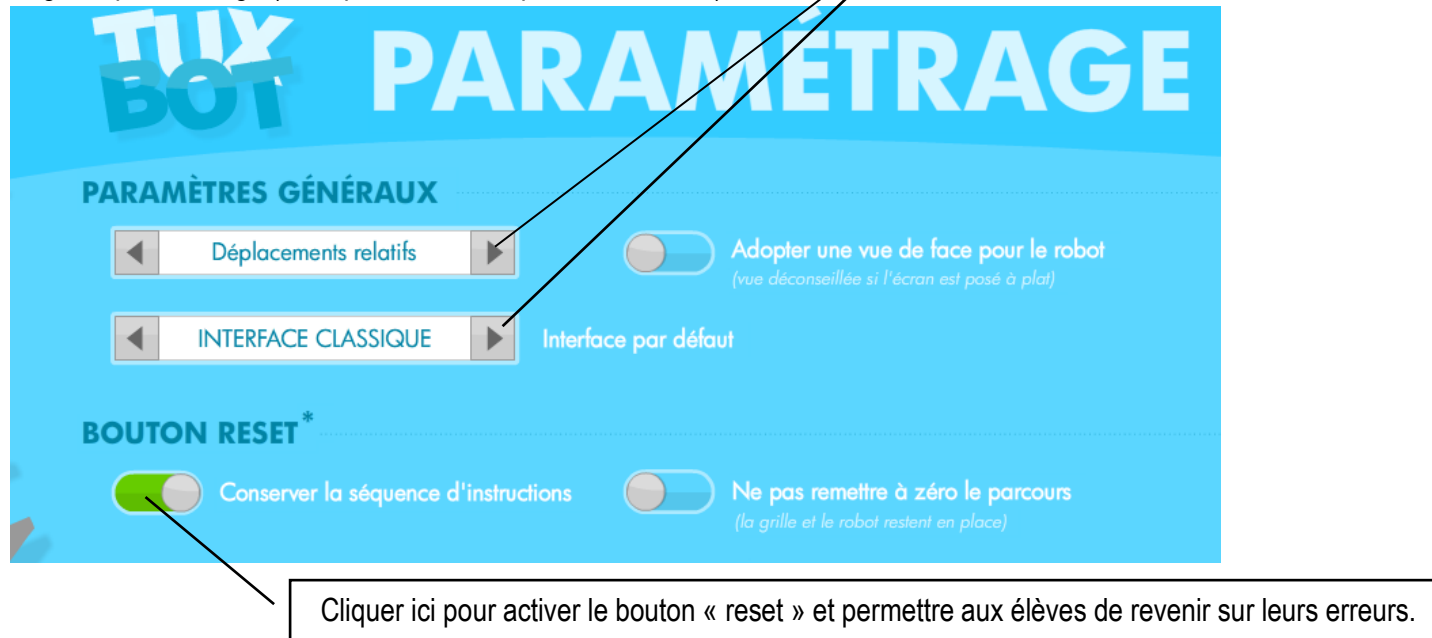 TUX
BOT
PARAMÉTRAGE
PARAMÈTRES GÉNÉRAUX
Déplacements relatifs
Adopter une vue de face pour le robot
(vue déconseillée si l'écran est posé à plat)
INTERFACE CLASSIQUE
Interface par défaut
BOUTON RESET*
Conserver la séquence d'instructions
Ne pas remettre à zéro le parcours
(la grille et le robot restent en place)
Cliquer ici pour activer le bouton « reset » et permettre aux élèves de revenir sur leurs erreurs.